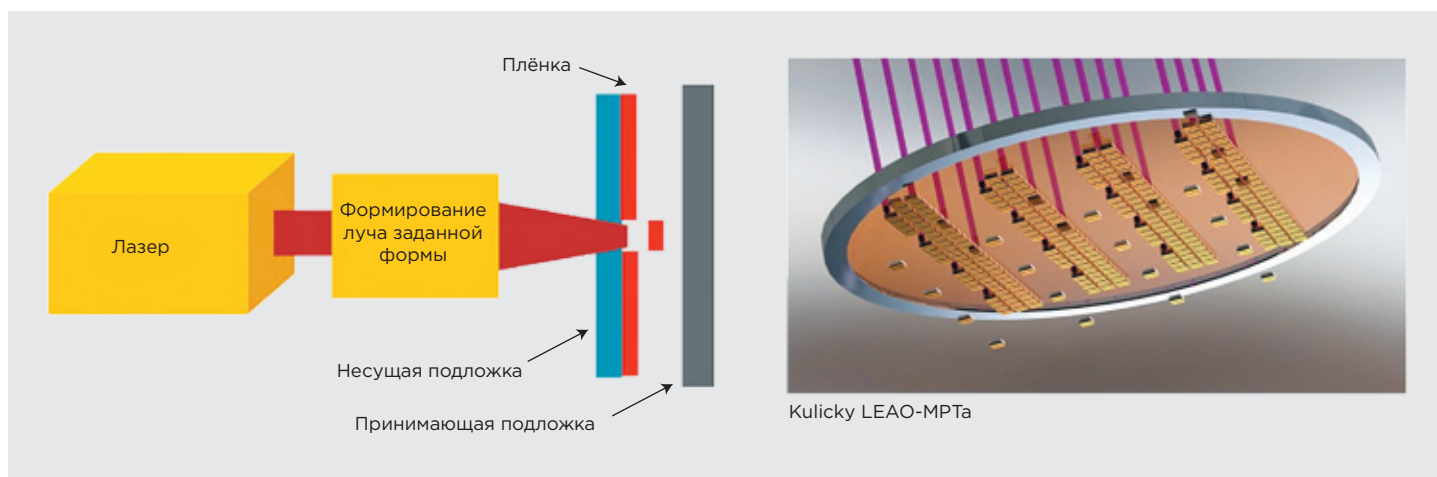 Плёнка
Лазер
Формирование
луча заданной
формы
Несущая подложка
Принимающая подложка
Kulicky LEAO-MPTa